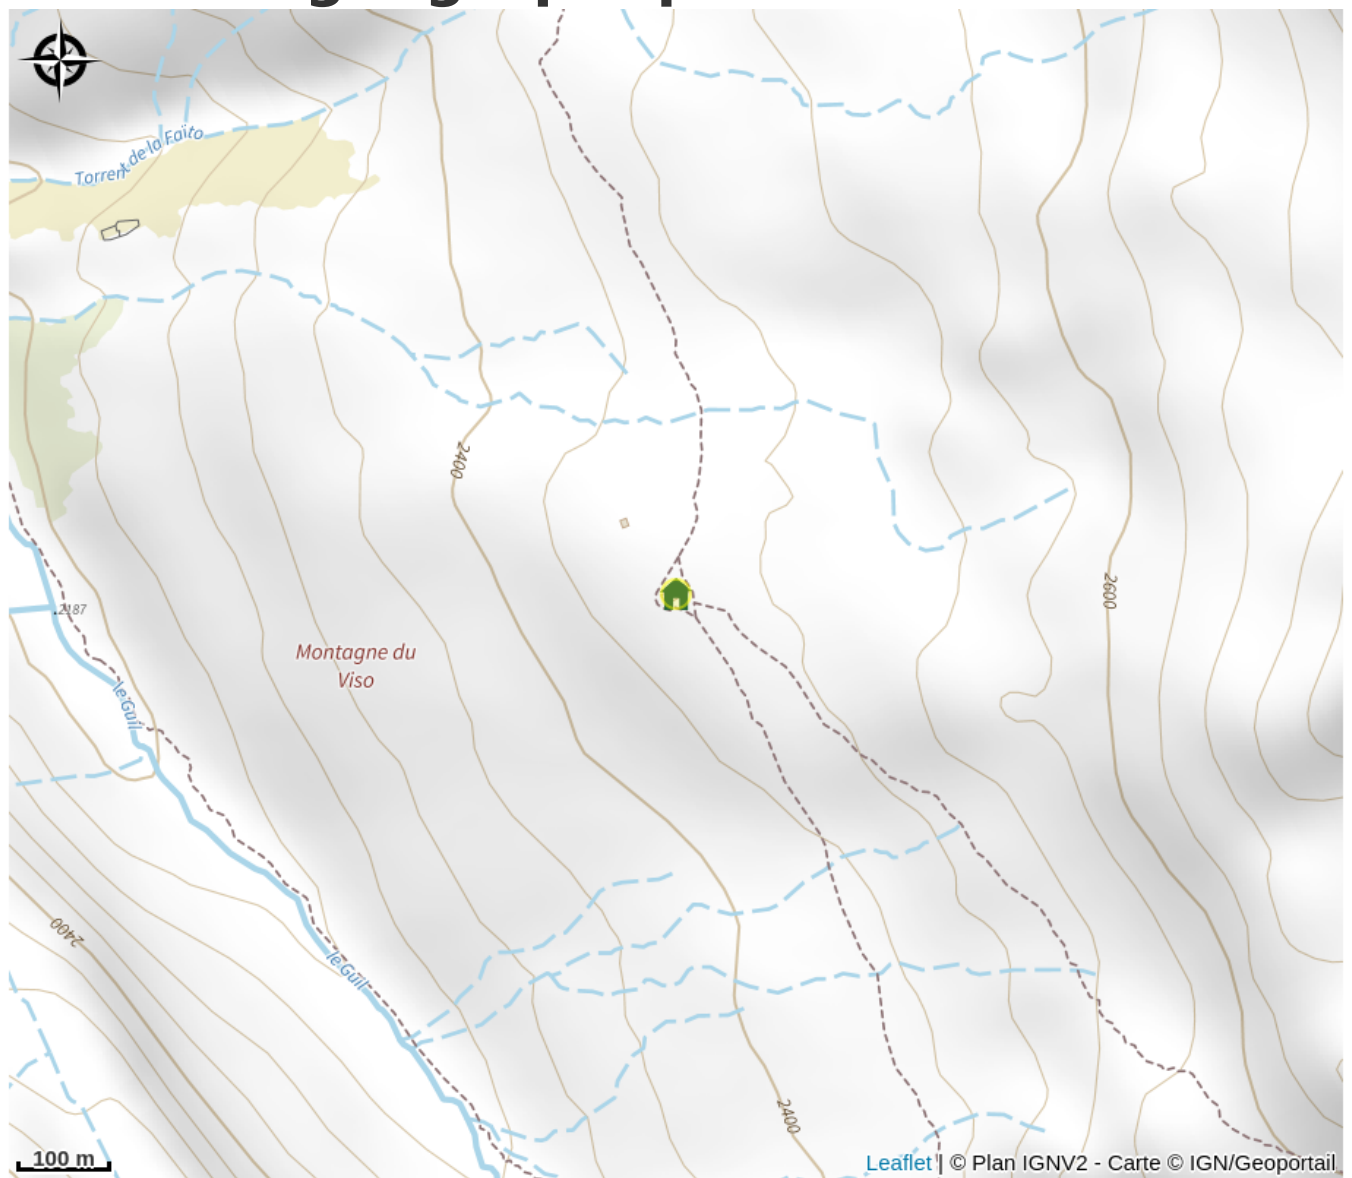 Torrent de la Faïto
2400
2600
2187
Montagne du
Viso
le Guil
2400
le Guil
2400
100 m
Leaflet | © Plan IGNV2 - Carte © IGN/Geoportail